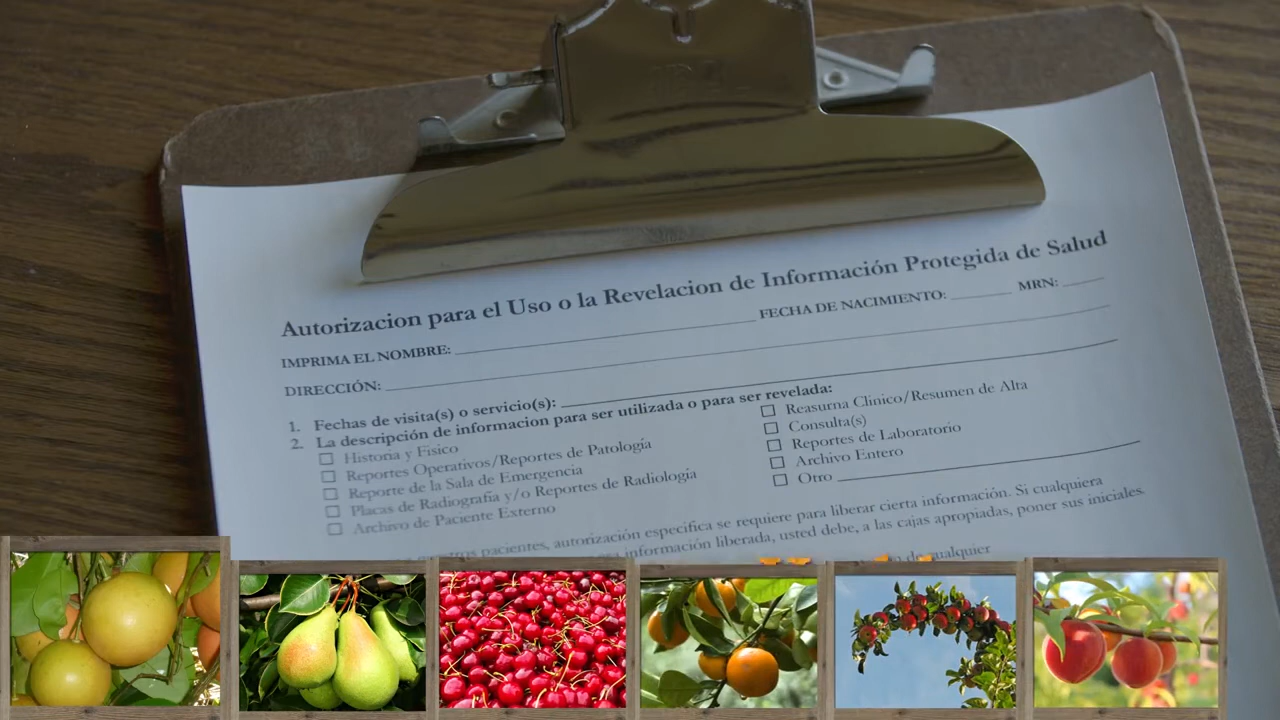 Autorizacion para el Uso o la Revelacion de Información Protegida de Salud
IMPRIMA EL NOMBRE: FECHA DE NACIMIENTO: MRN:
DIRECCIÓN:
1. Fechas de visita(s) o servicio(s):
2. La descripción de informacion para ser utilizada o para ser revelada:
Historia y Fisico
Reportes Operativos/Reportes de Patología
Reporte de la Sala de Emergencia
Placas de Radiografia y/o Reportes de Radiología
Archivo de Paciente Externo
Reasurna Clinico/Resumen de Alta
Consulta(s)
Reportes de Laboratorio
Archivo Entero
Otro
pacientes, autorización especifica se requiere para liberar cierta información. Si cualquiera
información liberada, usted debe, a las cajas apropiadas, poner sus iniciales.
de cualquier